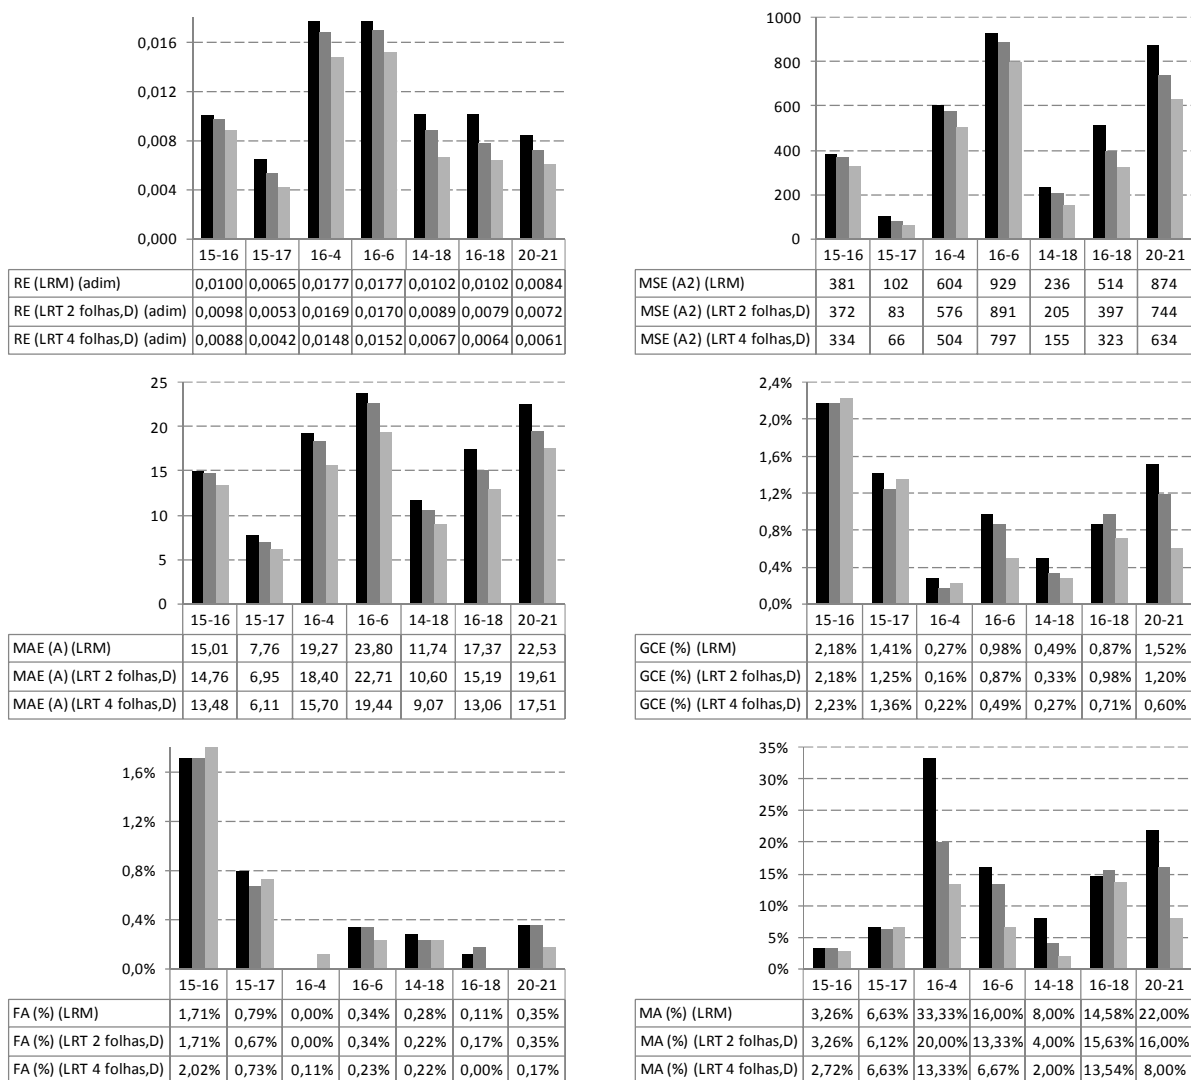 0,016
0,012
0,008
0,004
0,000
15-16 15-17 16-4 16-6 14-18 16-18 20-21
RE (LRM) (adim) 0,0100 0,0065 0,0177 0,0177 0,0102 0,0102 0,0084
RE (LRT 2 folhas,D) (adim) 0,0098 0,0053 0,0169 0,0170 0,0089 0,0079 0,0072
RE (LRT 4 folhas,D) (adim) 0,0088 0,0042 0,0148 0,0152 0,0067 0,0064 0,0061
1000
800
600
400
200
0
15-16 15-17 16-4 16-6 14-18 16-18 20-21
MSE (A2) (LRM) 381 102 604 929 236 514 874
MSE (A2) (LRT 2 folhas,D) 372 83 576 891 205 397 744
MSE (A2) (LRT 4 folhas,D) 334 66 504 797 155 323 634
25
20
15
10
5
0
15-16 15-17 16-4 16-6 14-18 16-18 20-21
MAE (A) (LRM) 15,01 7,76 19,27 23,80 11,74 17,37 22,53
MAE (A) (LRT 2 folhas,D) 14,76 6,95 18,40 22,71 10,60 15,19 19,61
MAE (A) (LRT 4 folhas,D) 13,48 6,11 15,70 19,44 9,07 13,06 17,51
2,4%
2,0%
1,6%
1,2%
0,8%
0,4%
0,0%
15-16 15-17 16-4 16-6 14-18 16-18 20-21
GCE (%) (LRM) 2,18% 1,41% 0,27% 0,98% 0,49% 0,87% 1,52%
GCE (%) (LRT 2 folhas,D) 2,18% 1,25% 0,16% 0,87% 0,33% 0,98% 1,20%
GCE (%) (LRT 4 folhas,D) 2,23% 1,36% 0,22% 0,49% 0,27% 0,71% 0,60%
1,6%
1,2%
0,8%
0,4%
0,0%
15-16 15-17 16-4 16-6 14-18 16-18 20-21
FA (%) (LRM) 1,71% 0,79% 0,00% 0,34% 0,28% 0,11% 0,35%
FA (%) (LRT 2 folhas,D) 1,71% 0,67% 0,00% 0,34% 0,22% 0,17% 0,35%
FA (%) (LRT 4 folhas,D) 2,02% 0,73% 0,11% 0,23% 0,22% 0,00% 0,17%
35%
30%
25%
20%
15%
10%
5%
0%
15-16 15-17 16-4 16-6 14-18 16-18 20-21
MA (%) (LRM) 3,26% 6,63% 33,33% 16,00% 8,00% 14,58% 22,00%
MA (%) (LRT 2 folhas,D) 3,26% 6,12% 20,00% 13,33% 4,00% 15,63% 16,00%
MA (%) (LRT 4 folhas,D) 2,72% 6,63% 13,33% 6,67% 2,00% 13,54% 8,00%